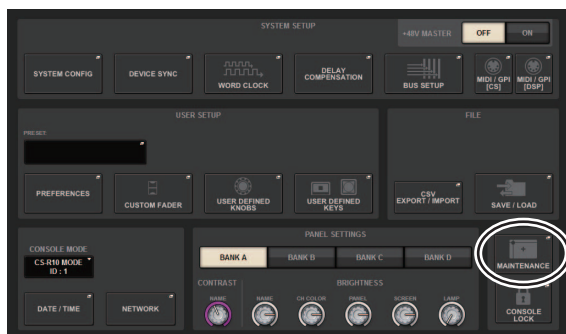 SYSTEM SETUP
+48V MASTER
OFF
ON
SYSTEM CONFIG
DEVICE SYNC
WORD CLOCK
DELAY
COMPENSATION
BUS SETUP
MIDI / GPI
[CS]
MIDI / GPI
[DSP]
USER SETUP
FILE
PRESET
PREFERENCES
CUSTOM FADER
USER DEFINED
KNOBS
USER DEFINED
KEYS
CSV
EXPORT / IMPORT
SAVE / LOAD
CONSOLE MODE
CS-R10 MODE
ID : 1
DATE / TIME
NETWORK
PANEL SETTINGS
BANK A
BANK B
BANK C
BANK D
CONTRAST
BRIGHTNESS
NAME
NAME
CH COLOR
PANEL
SCREEN
LAMP
MAINTENANCE
CONSOLE
LOCK